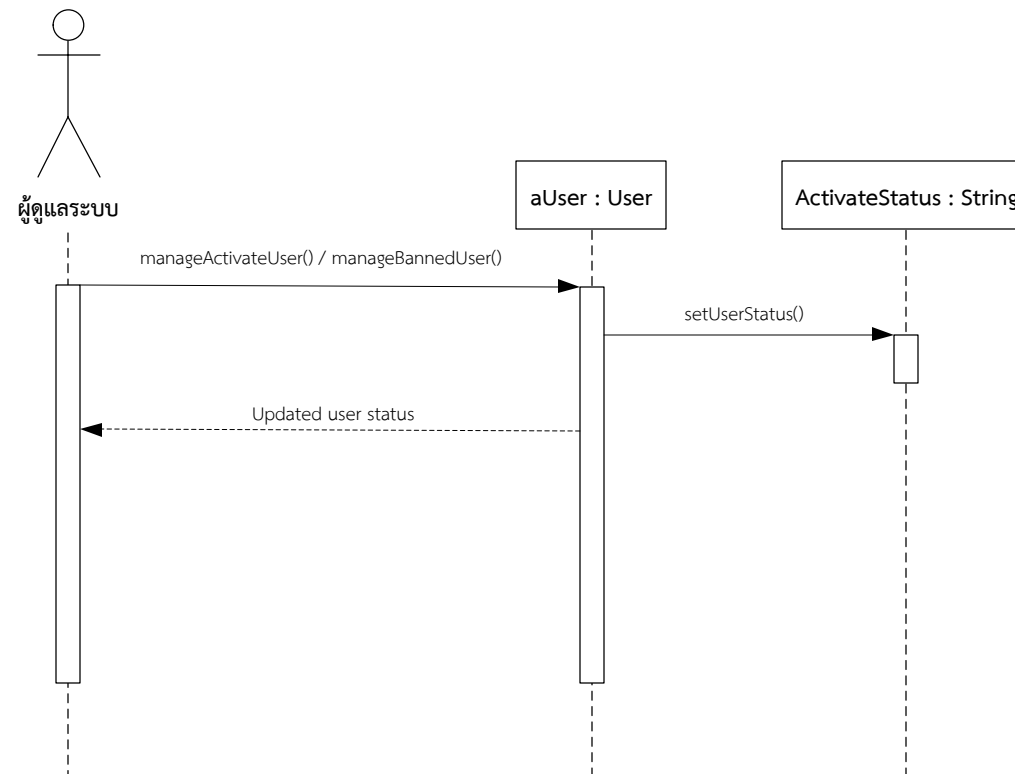 ผู้ดูแลระบบ
aUser : User
ActivateStatus : String
manageActivateUser() / manageBannedUser()
setUserStatus()
Updated user status